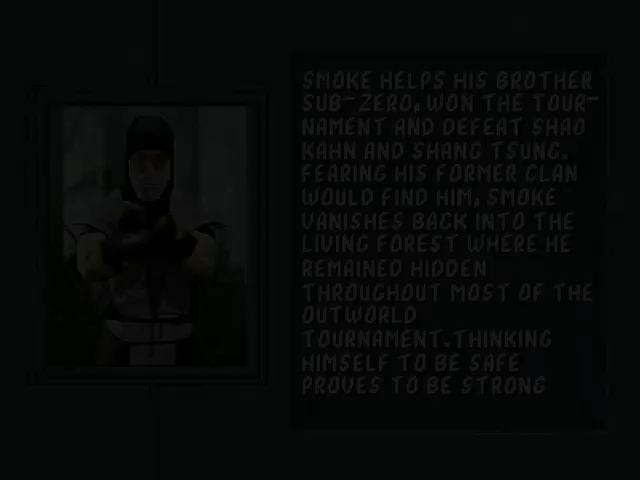 SMOKE HELPS HIS BROTHER
SUB-ZERO, WON THE TOUR-
NAMENT AND DEFEAT SHAO
KAHN AND SHANG TSUNG.
FEARING HIS FORMER CLAN
WOULD FIND HIM, SMOKE
VANISHES BACK INTO THE
LIVING FOREST WHERE HE
REMAINED HIDDEN
THROUGHOUT MOST OF THE
OUTWORLD
TOURNAMENT.THINKING
HIMSELF TO BE SAFE
PROVES TO BE STRONG